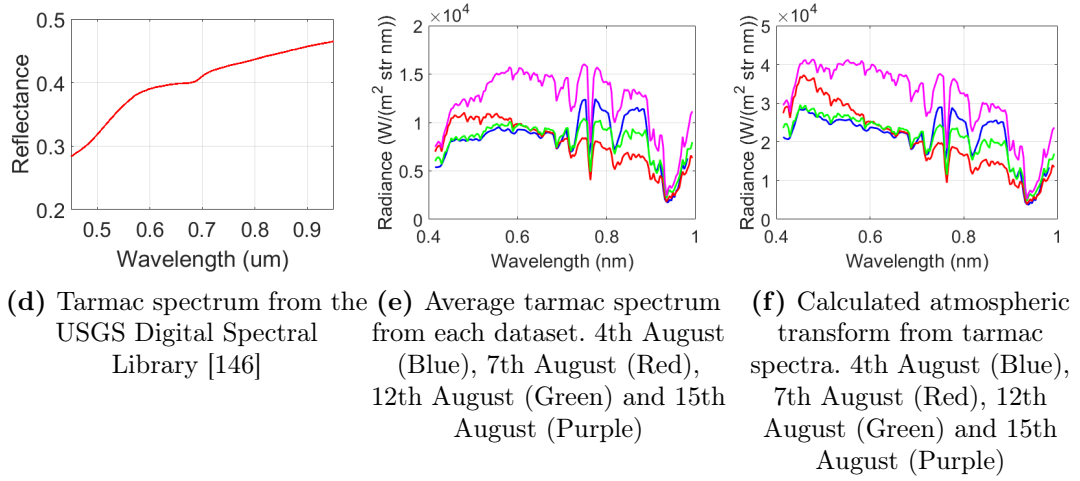 0.5
0.4
0.3
0.2
Reflectance
0.5 0.6 0.7 0.8 0.9
Wavelength (um)
×10⁴
2
1.5
1
0.5
0
Radiance (W/(m² str nm))
0.4 0.6 0.8 1
Wavelength (nm)
×10⁴
5
4
3
2
1
0
Radiance (W/(m² str nm))
0.4 0.6 0.8 1
Wavelength (nm)
(d) Tarmac spectrum from the
USGS Digital Spectral
Library [146]
(e) Average tarmac spectrum
from each dataset. 4th August
(Blue), 7th August (Red),
12th August (Green) and 15th
August (Purple)
(f) Calculated atmospheric
transform from tarmac
spectra. 4th August (Blue),
7th August (Red), 12th
August (Green) and 15th
August (Purple)